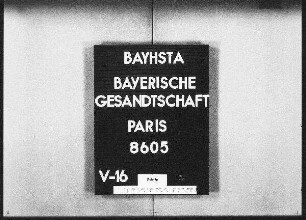 BAYHSTA
BAYERISCHE
GESANDTSCHAFT
PARIS
8605
V-16